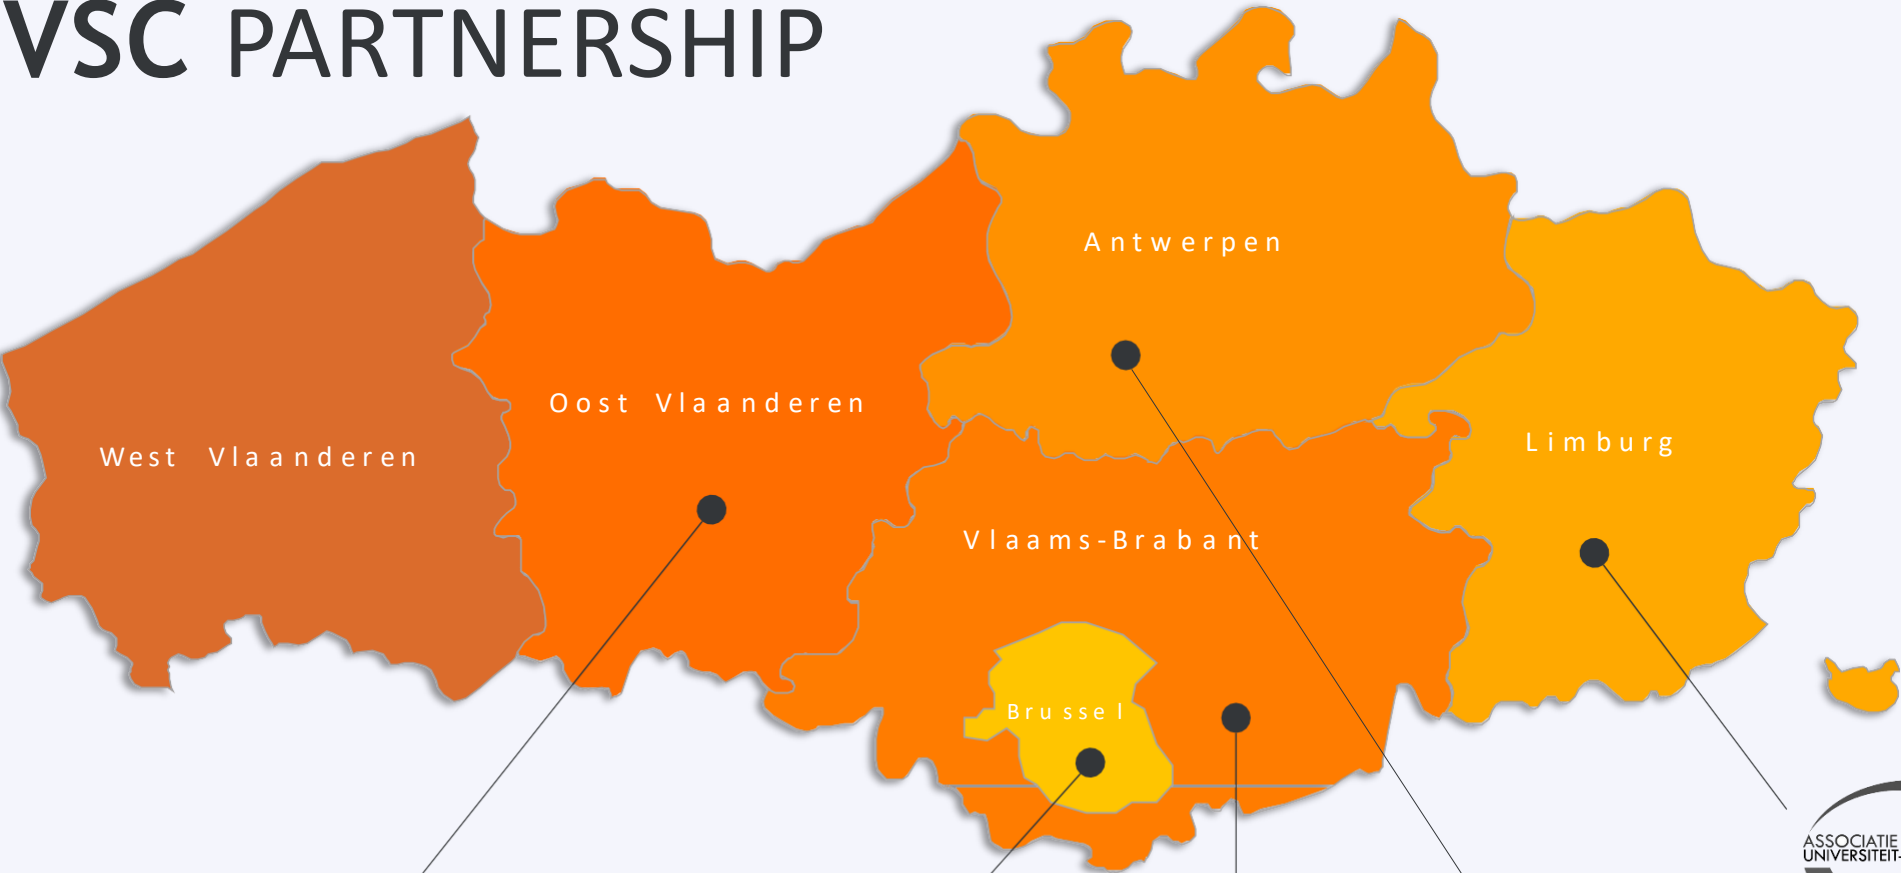 VSC PARTNERSHIP
Antwerpen
Oost Vlaanderen
Limburg
West Vlaanderen
Vlaams-Brabant
Brussel
ASSOCIATIE
UNIVERSITEIT-